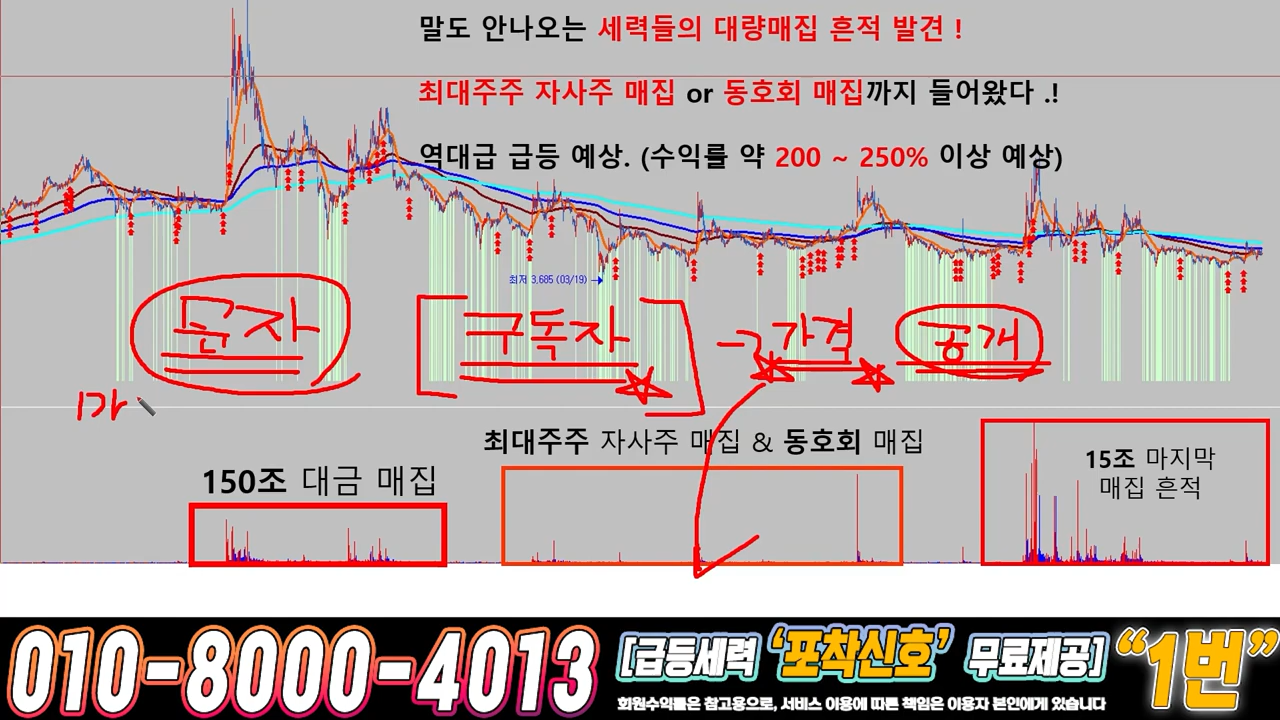 말도 안나오는 세력들의 대량매집 흔적 발견 !
최대주주 자사주 매집 or 동호회 매집까지 들어왔다 .!
역대급 급등 예상. (수익률 약 200 ~ 250% 이상 예상)
최저 3,685 (03/19)
문자 구독자 가격 공개
최대주주 자사주 매집 & 동호회 매집
150조 대금 매집
15조 마지막
매집 흔적
010-8000-4013 [급등세력 ‘포착신호’ 무료제공] “1번”
회원수익률은 참고용으로, 서비스 이용에 따른 책임은 이용자 본인에게 있습니다